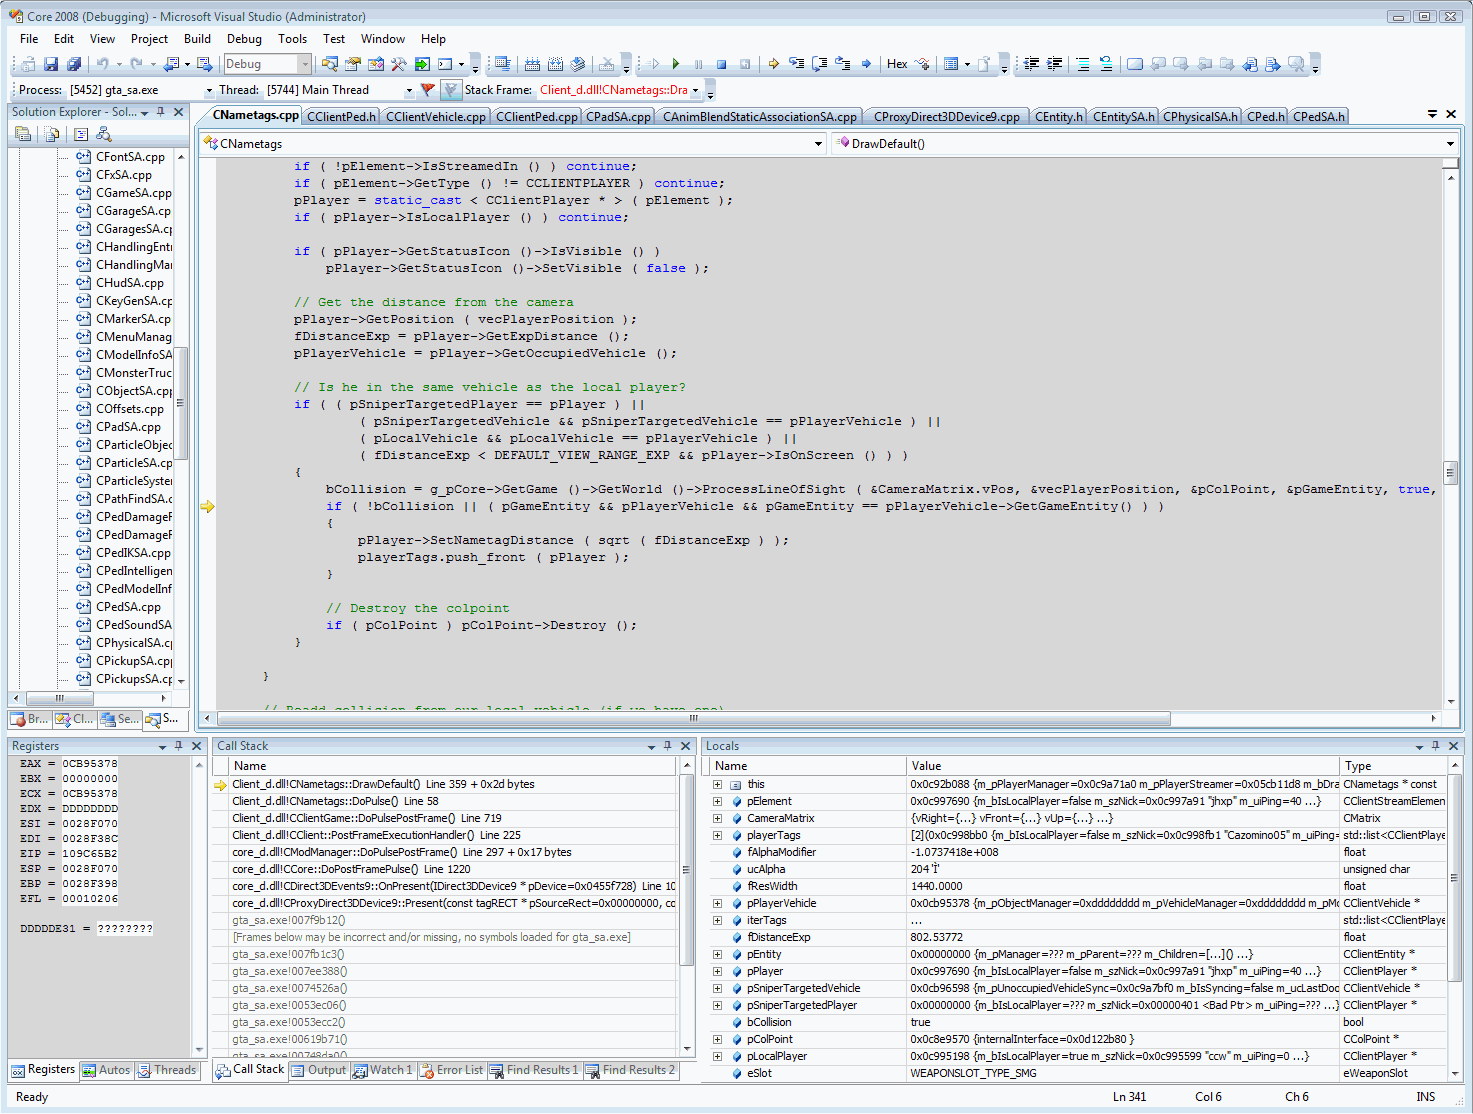 Core 2008 (Debugging) - Microsoft Visual Studio (Administrator)
File Edit View Project Build Debug Tools Test Window Help
Debug Hex
Process: [5452] gta_sa.exe Thread: [5744] Main Thread Stack Frame: Client_d.dll!CNametags::Dra
Solution Explorer - Sol...
CNametags.cpp CClientPed.h CClientVehicle.cpp CClientPed.cpp CPadSA.cpp CAnimBlendStaticAssociationSA.cpp CProxyDirect3DDevice9.cpp CEntity.h CEntitySA.h CPhysicalSA.h CPed.h CPedSA.h
CNametags DrawDefault()
CFontSA.cpp
CFxSA.cpp
CGameSA.cpp
CGarageSA.cp
CGaragesSA.c
CHandlingEntr
CHandlingMar
CHudSA.cpp
CKeyGenSA.cp
CMarkerSA.cp
CMenuManag
CModelInfoSA
CMonsterTruc
CObjectSA.cpp
COffsets.cpp
CPadSA.cpp
CParticleObjec
CParticleSA.cp
CParticleSystem
CPathFindSA.c
CPedDamageF
CPedDamageF
CPedIKSA.cpp
CPedIntelligen
CPedModelInf
CPedSA.cpp
CPedSoundSA
CPhysicalSA.cp
CPickupSA.cpp
CPickupsSA.cp
Br... Cl... Se... S...
if ( !pElement->IsStreamedIn () ) continue;
if ( pElement->GetType () != CCLIENTPLAYER ) continue;
pPlayer = static_cast < CClientPlayer * > ( pElement );
if ( pPlayer->IsLocalPlayer () ) continue;
if ( pPlayer->GetStatusIcon ()->IsVisible () )
pPlayer->GetStatusIcon ()->SetVisible ( false );
// Get the distance from the camera
pPlayer->GetPosition ( vecPlayerPosition );
fDistanceExp = pPlayer->GetExpDistance ();
pPlayerVehicle = pPlayer->GetOccupiedVehicle ();
// Is he in the same vehicle as the local player?
if ( ( pSniperTargetedPlayer == pPlayer ) ||
( pSniperTargetedVehicle && pSniperTargetedVehicle == pPlayerVehicle ) ||
( pLocalVehicle && pLocalVehicle == pPlayerVehicle ) ||
( fDistanceExp < DEFAULT_VIEW_RANGE_EXP && pPlayer->IsOnScreen () ) )
{
bCollision = g_pCore->GetGame ()->GetWorld ()->ProcessLineOfSight ( &CameraMatrix.vPos, &vecPlayerPosition, &pColPoint, &pGameEntity, true,
if ( !bCollision || ( pGameEntity && pPlayerVehicle && pGameEntity == pPlayerVehicle->GetGameEntity() ) )
{
pPlayer->SetNametagDistance ( sqrt ( fDistanceExp ) );
playerTags.push_front ( pPlayer );
}
// Destroy the colpoint
if ( pColPoint ) pColPoint->Destroy ();
}
}
// Readd collision from our local vehicle (if we have one)
Registers
EAX = 0CB95378
EBX = 00000000
ECX = 0CB95378
EDX = DDDDDDDD
ESI = 0028F070
EDI = 0028F38C
EIP = 109C65B2
ESP = 0028F070
EBP = 0028F398
EFL = 00010206
DDDDDE31 = ????????
Registers Autos Threads
Call Stack
Name
Client_d.dll!CNametags::DrawDefault() Line 359 + 0x2d bytes
Client_d.dll!CNametags::DoPulse() Line 58
Client_d.dll!CClientGame::DoPulsePostFrame() Line 719
Client_d.dll!CClient::PostFrameExecutionHandler() Line 225
core_d.dll!CModManager::DoPulsePostFrame() Line 297 + 0x17 bytes
core_d.dll!CCore::DoPostFramePulse() Line 1220
core_d.dll!CDirect3DEvents9::OnPresent(IDirect3DDevice9 * pDevice=0x0455f728) Line 10
core_d.dll!CProxyDirect3DDevice9::Present(const tagRECT * pSourceRect=0x00000000, co
gta_sa.exe!007f9b12()
[Frames below may be incorrect and/or missing, no symbols loaded for gta_sa.exe]
gta_sa.exe!007fb1c3()
gta_sa.exe!007ee388()
gta_sa.exe!0074526a()
gta_sa.exe!0053ec06()
gta_sa.exe!0053ecc2()
gta_sa.exe!00619b71()
gta_sa.exe!00748da0()
Call Stack Output Watch 1 Error List Find Results 1 Find Results 2
Locals
Name Value Type
this 0x0c92b088 {m_pPlayerManager=0x0c9a71a0 m_pPlayerStreamer=0x05cb11d8 m_bDra CNametags * const
pElement 0x0c997690 {m_bIsLocalPlayer=false m_szNick=0x0c997a91 "jhxp" m_uiPing=40 ...} CClientStreamElemen
CameraMatrix {vRight={...} vFront={...} vUp={...} ...} CMatrix
playerTags [2](0x0c998bb0 {m_bIsLocalPlayer=false m_szNick=0x0c998fb1 "Cazomino05" m_uiPing= std::list<CClientPlaye
fAlphaModifier -1.0737418e+008 float
ucAlpha 204 'Ì' unsigned char
fResWidth 1440.0000 float
pPlayerVehicle 0x0cb95378 {m_pObjectManager=0xdddddddd m_pVehicleManager=0xdddddddd m_pMo CClientVehicle *
iterTags ... std::list<CClientPlaye
fDistanceExp 802.53772 float
pEntity 0x00000000 {m_pManager=??? m_pParent=??? m_Children=[...]() ...} CClientEntity *
pPlayer 0x0c997690 {m_bIsLocalPlayer=false m_szNick=0x0c997a91 "jhxp" m_uiPing=40 ...} CClientPlayer *
pSniperTargetedVehicle 0x0cb96598 {m_pUnoccupiedVehicleSync=0x0c9a7bf0 m_bIsSyncing=false m_ucLastDoo CClientVehicle *
pSniperTargetedPlayer 0x00000000 {m_bIsLocalPlayer=??? m_szNick=0x00000401 <Bad Ptr> m_uiPing=??? ...} CClientPlayer *
bCollision true bool
pColPoint 0x0c8e9570 {internalInterface=0x0d122b80 } CColPoint *
pLocalPlayer 0x0c995198 {m_bIsLocalPlayer=true m_szNick=0x0c995599 "ccw" m_uiPing=0 ...} CClientPlayer *
eSlot WEAPONSLOT_TYPE_SMG eWeaponSlot
Ready Ln 341 Col 6 Ch 6 INS